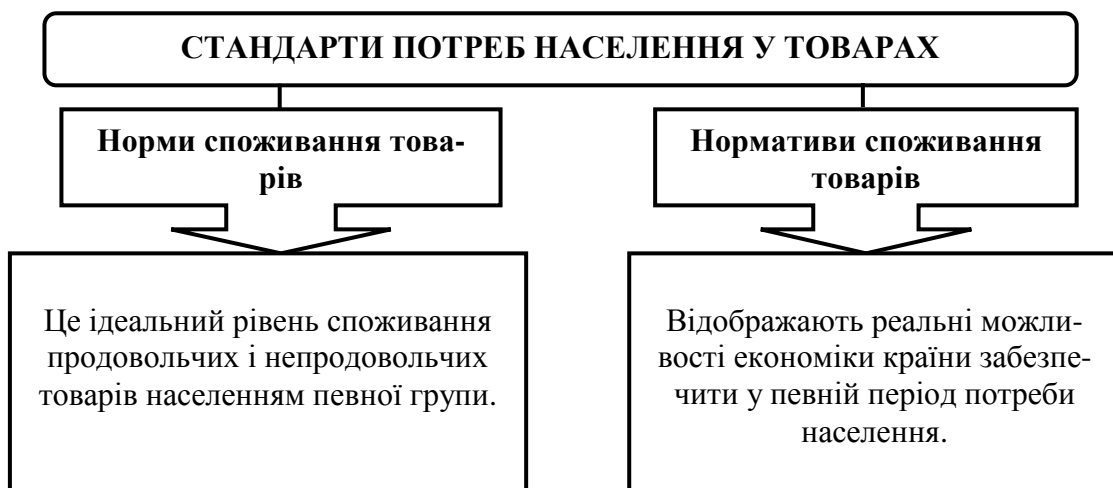 СТАНДАРТИ ПОТРЕБ НАСЕЛЕННЯ У ТОВАРАХ
Норми споживання това-
рів
Нормативи споживання
товарів
Це ідеальний рівень споживання
продовольчих і непродовольчих
товарів населенням певної групи.
Відображають реальні можли-
вості економіки країни забезпе-
чити у певній період потреби
населення.